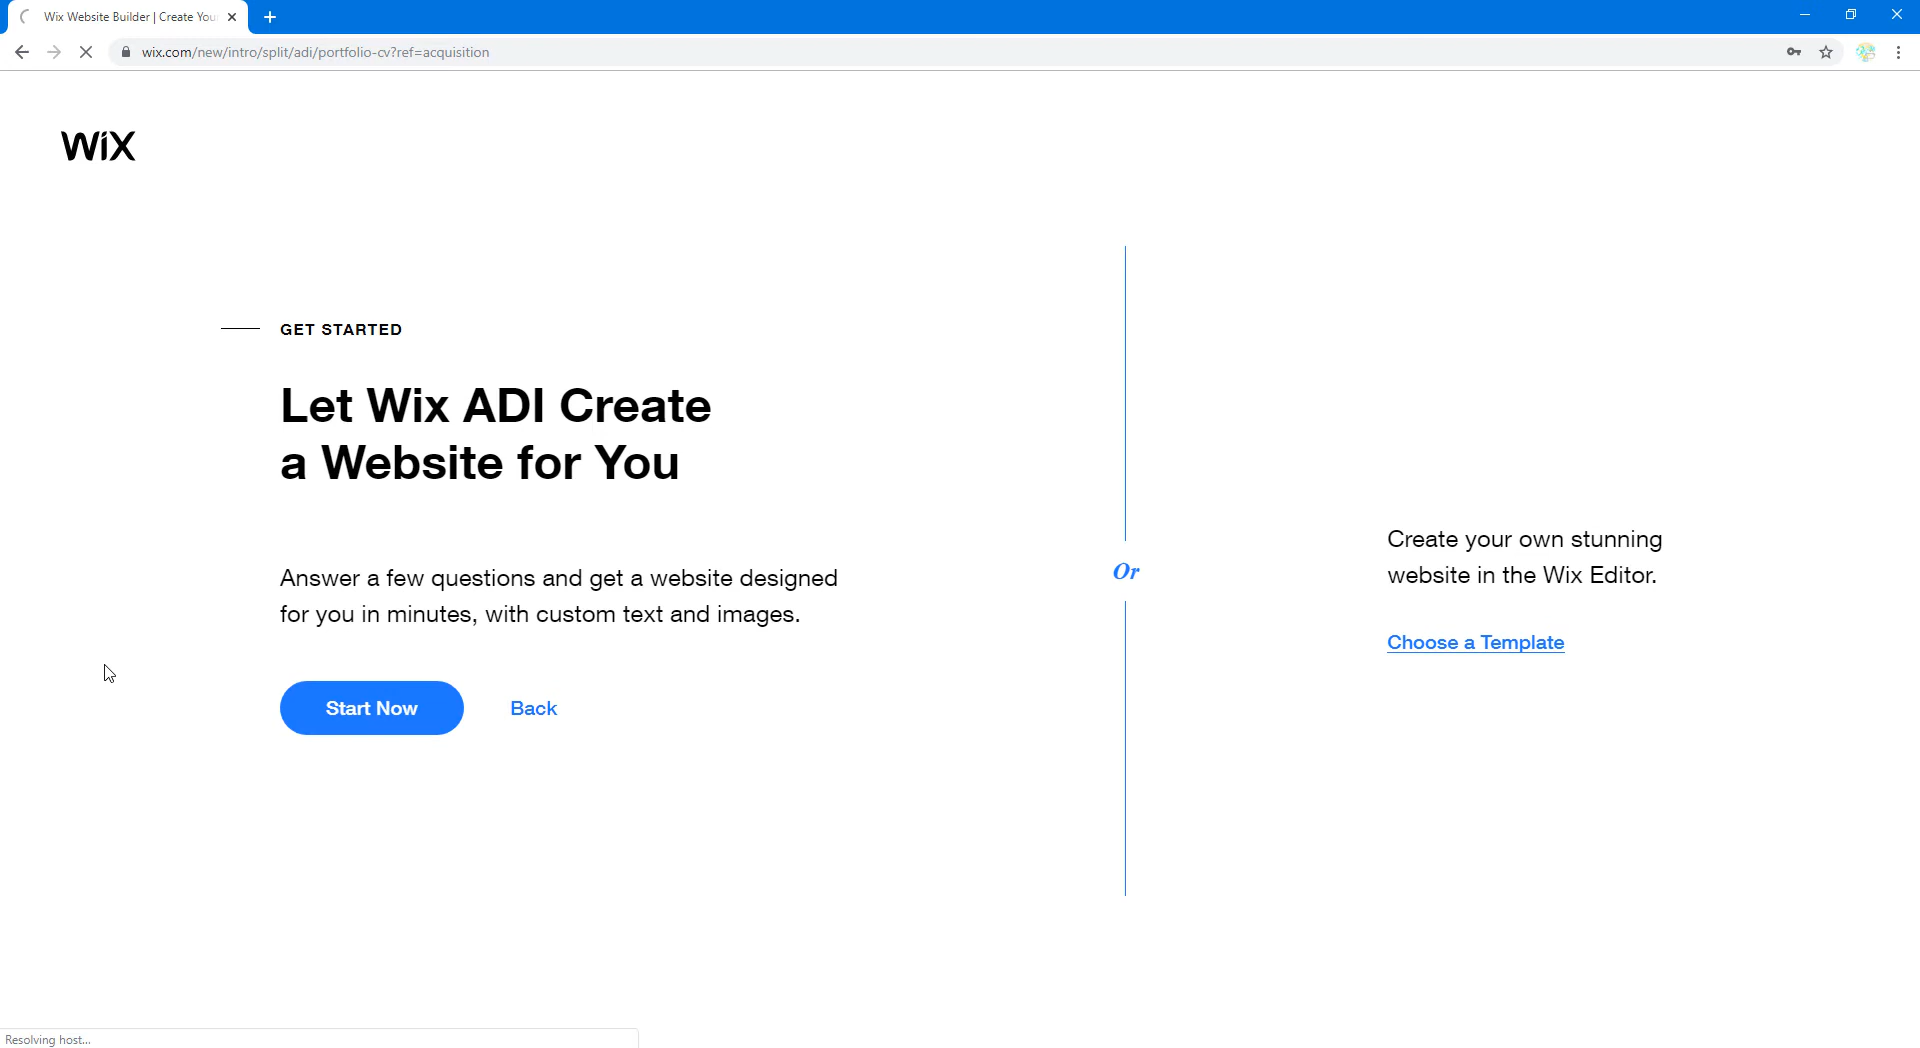 Wix Website Builder | Create You
wix.com/new/intro/split/adi/portfolio-cv?ref=acquisition
WiX
GET STARTED
Let Wix ADI Create
a Website for You
Answer a few questions and get a website designed
for you in minutes, with custom text and images.
Start Now
Back
Or
Create your own stunning
website in the Wix Editor.
Choose a Template
Resolving host...